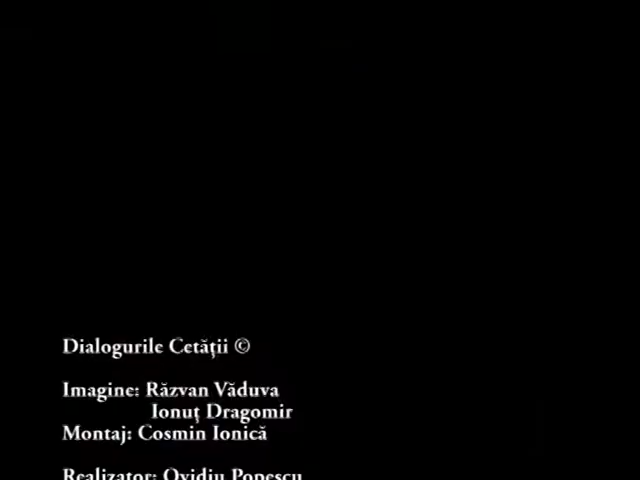 Dialogurile Cetății ©
Imagine: Răzvan Văduva
Ionuț Dragomir
Montaj: Cosmin Ionică
Realizator: Ovidiu Popescu